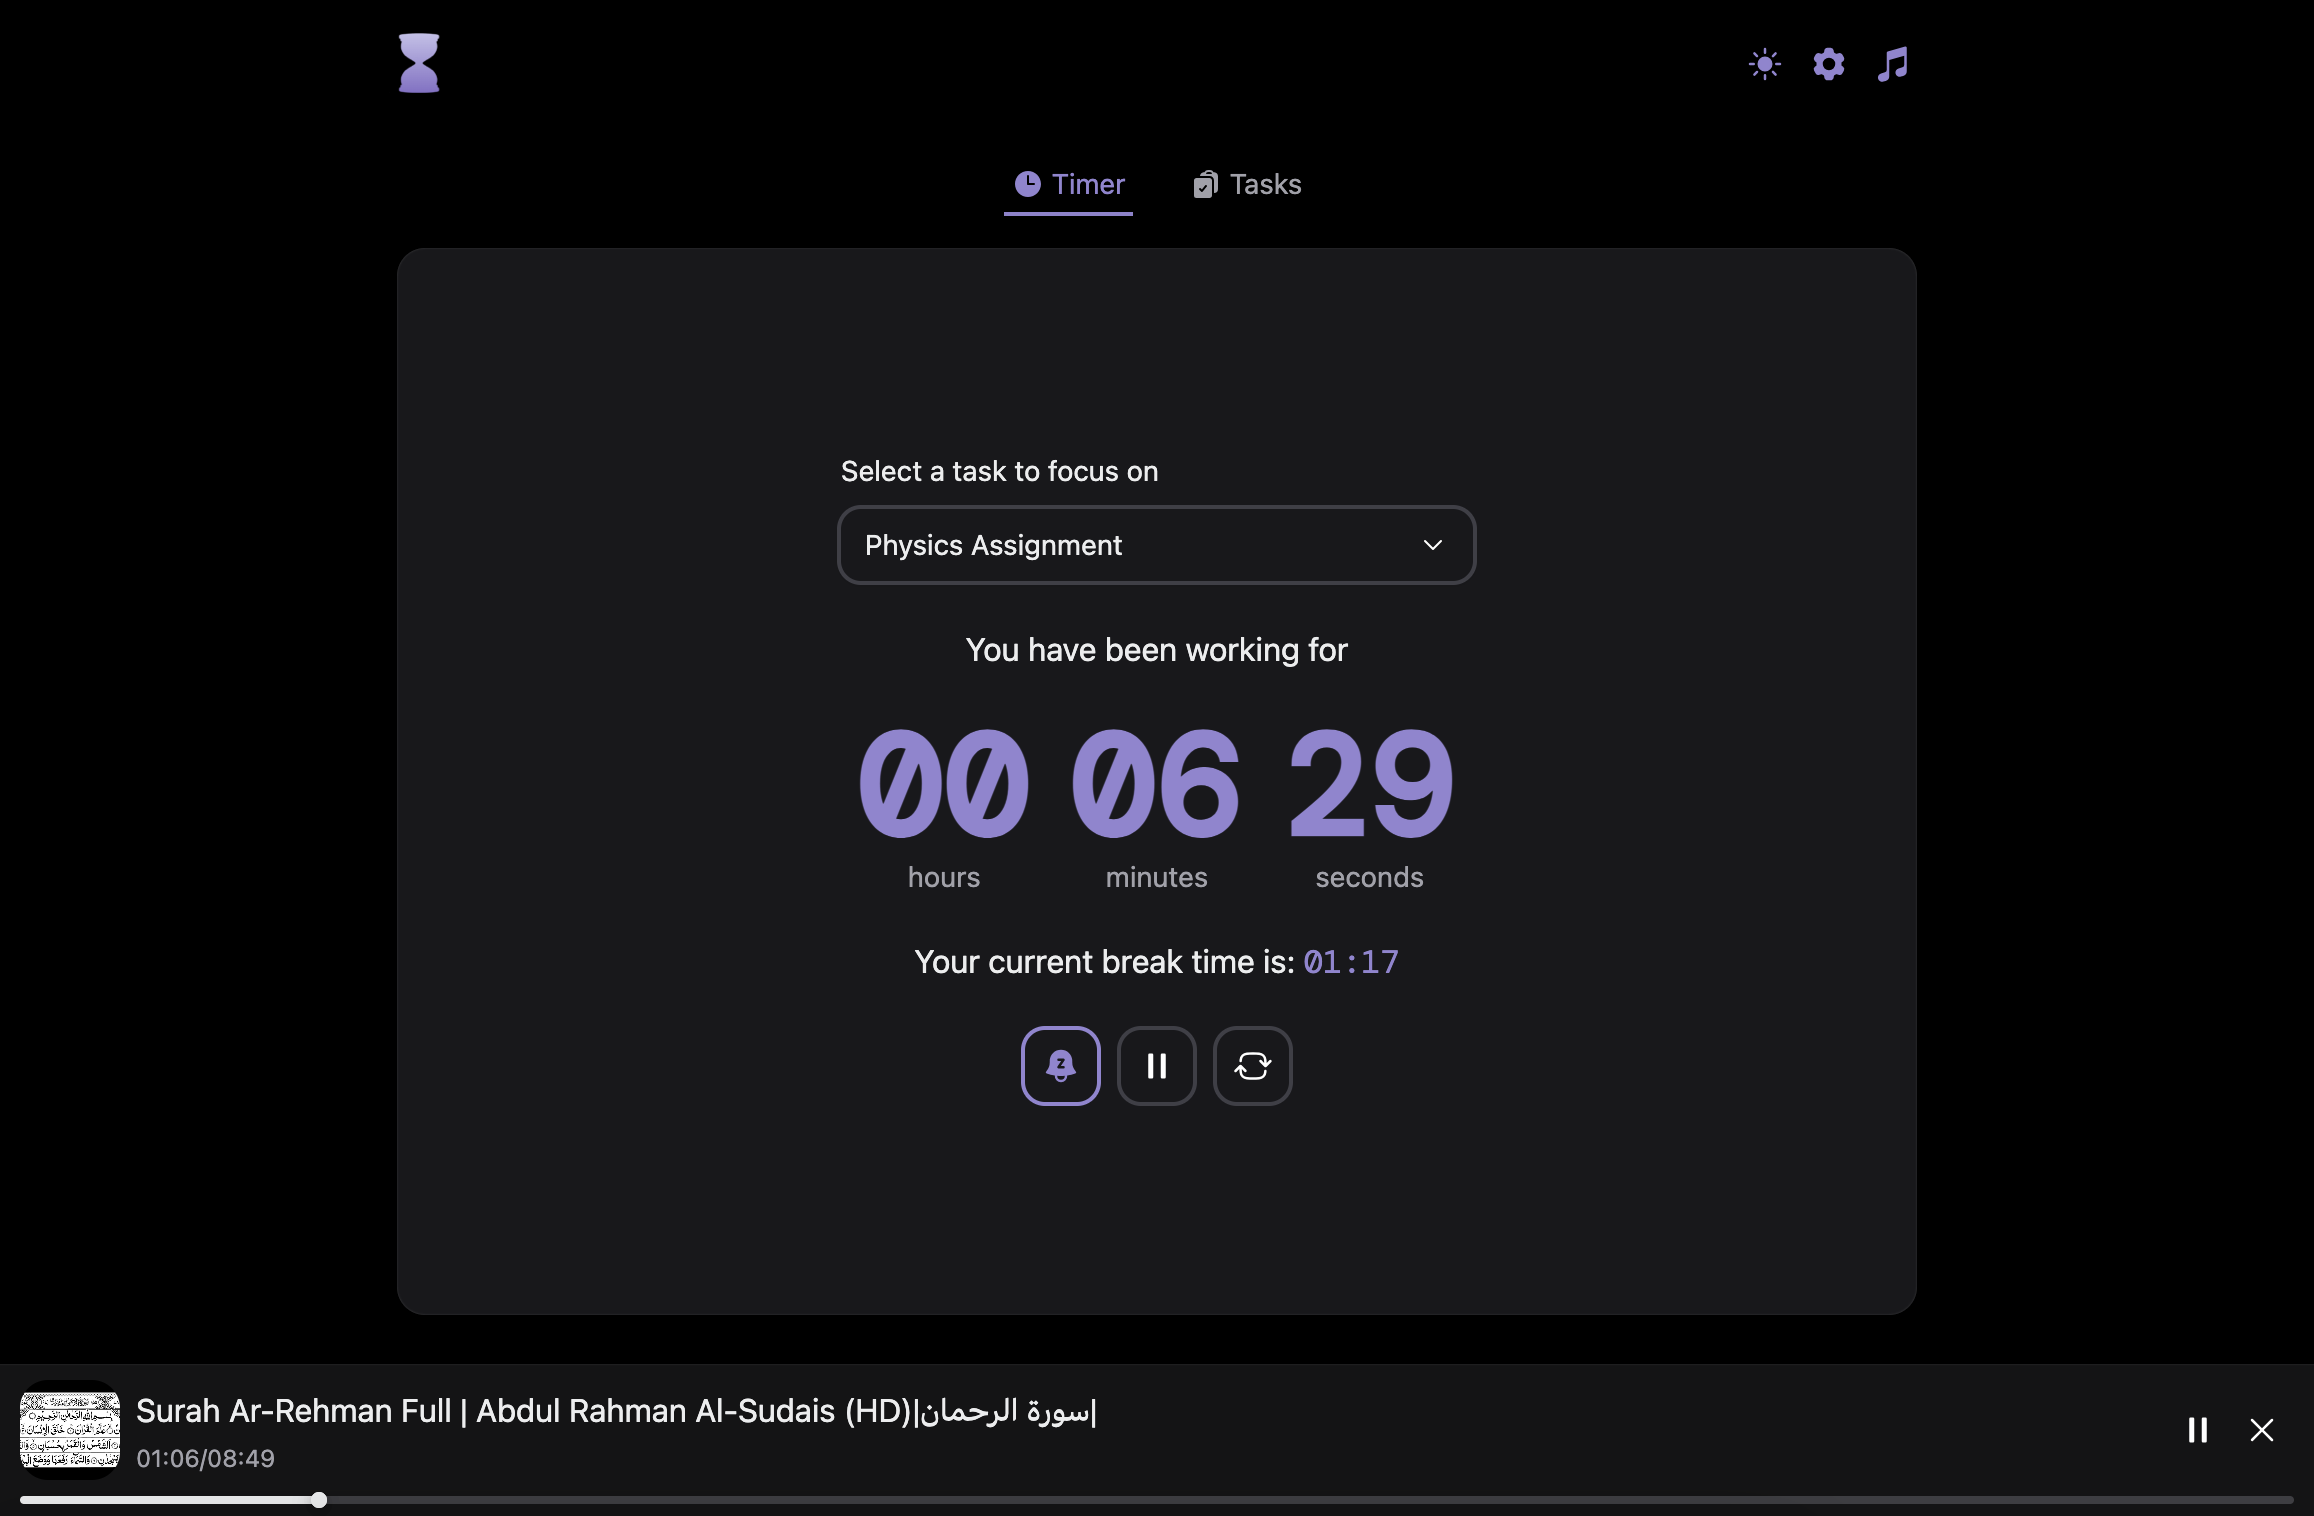 Timer
Tasks
Select a task to focus on
Physics Assignment
You have been working for
00 06 29
hours minutes seconds
Your current break time is: 01:17
z
Surah Ar-Rehman Full | Abdul Rahman Al-Sudais (HD)|سورة الرحمان|
01:06/08:49